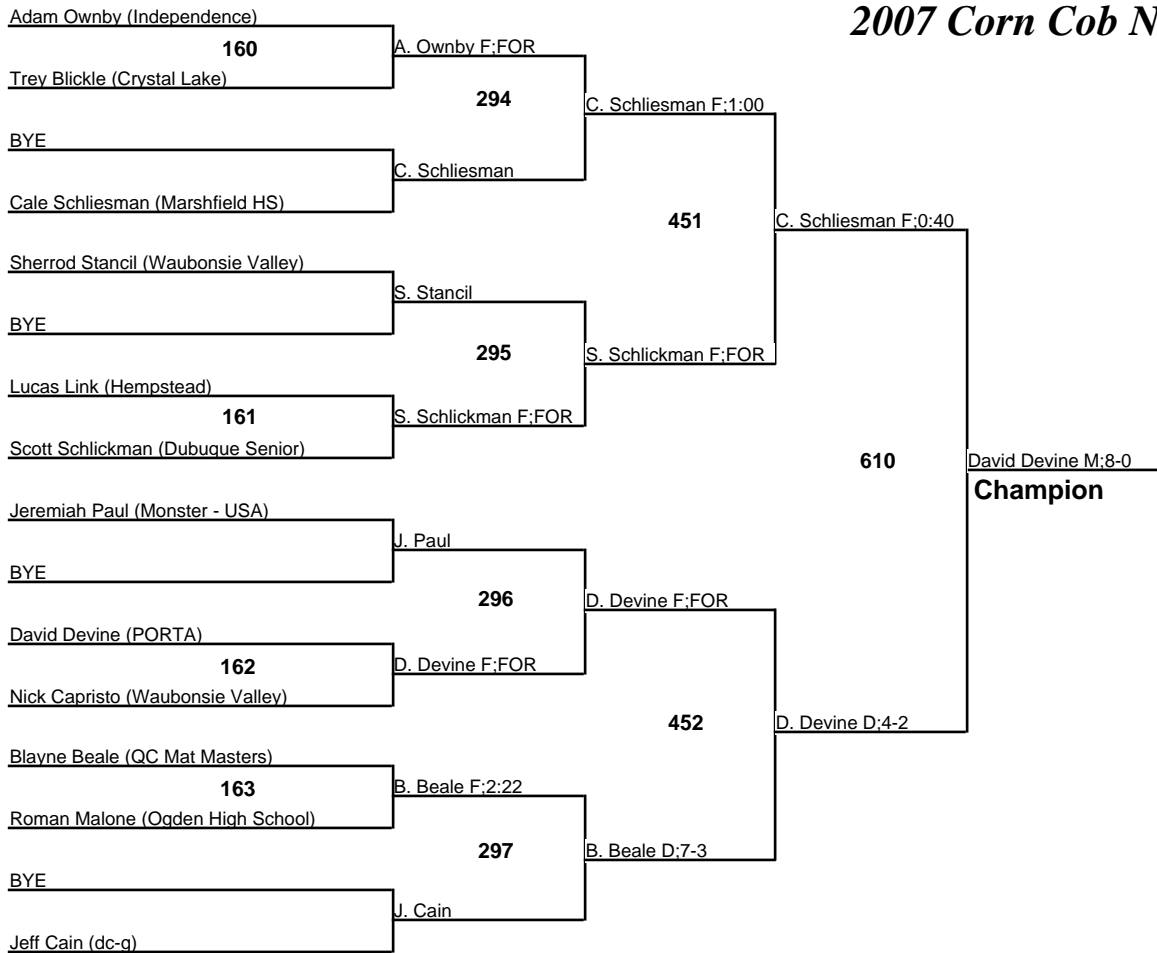 2007 Corn Cob N
Adam Ownby (Independence)
160
A. Ownby F;FOR
Trey Blickle (Crystal Lake)
294
C. Schliesman F;1:00
BYE
C. Schliesman
Cale Schliesman (Marshfield HS)
451
C. Schliesman F;0:40
Sherrod Stancil (Waubonsie Valley)
S. Stancil
BYE
295
S. Schlickman F;FOR
Lucas Link (Hempstead)
161
S. Schlickman F;FOR
Scott Schlickman (Dubuque Senior)
610
David Devine M;8-0
Champion
Jeremiah Paul (Monster - USA)
J. Paul
BYE
296
D. Devine F;FOR
David Devine (PORTA)
162
D. Devine F;FOR
Nick Capristo (Waubonsie Valley)
452
D. Devine D;4-2
Blayne Beale (QC Mat Masters)
163
B. Beale F;2:22
Roman Malone (Ogden High School)
297
B. Beale D;7-3
BYE
J. Cain
Jeff Cain (dc-g)